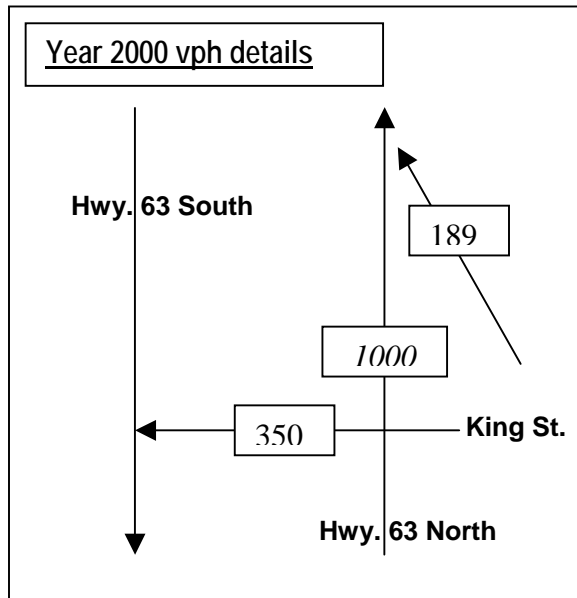 Year 2000 vph details
Hwy. 63 South
189
1000
350
King St.
Hwy. 63 North